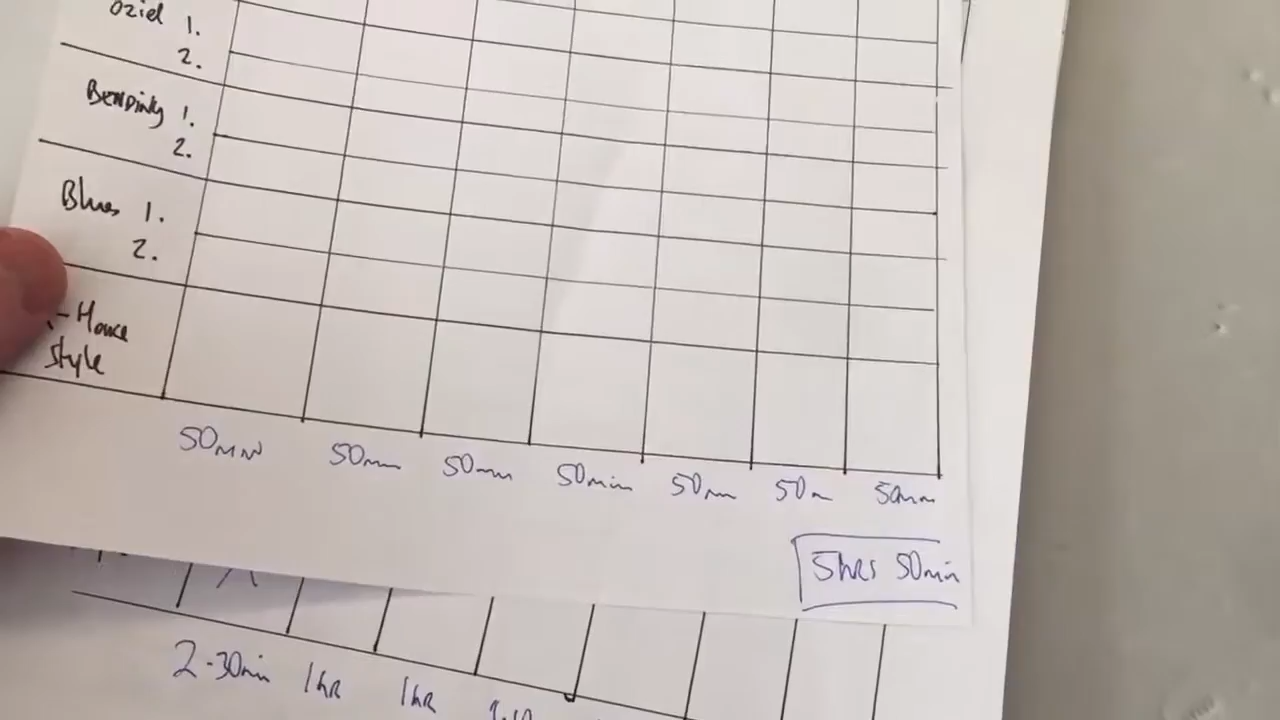 1.
2.
Bending 1.
2.
Blues 1.
2.
-House
style
50min 50min 50min 50min 50min 50m 50min
5hrs 50min
2-30min 1hr 1hr